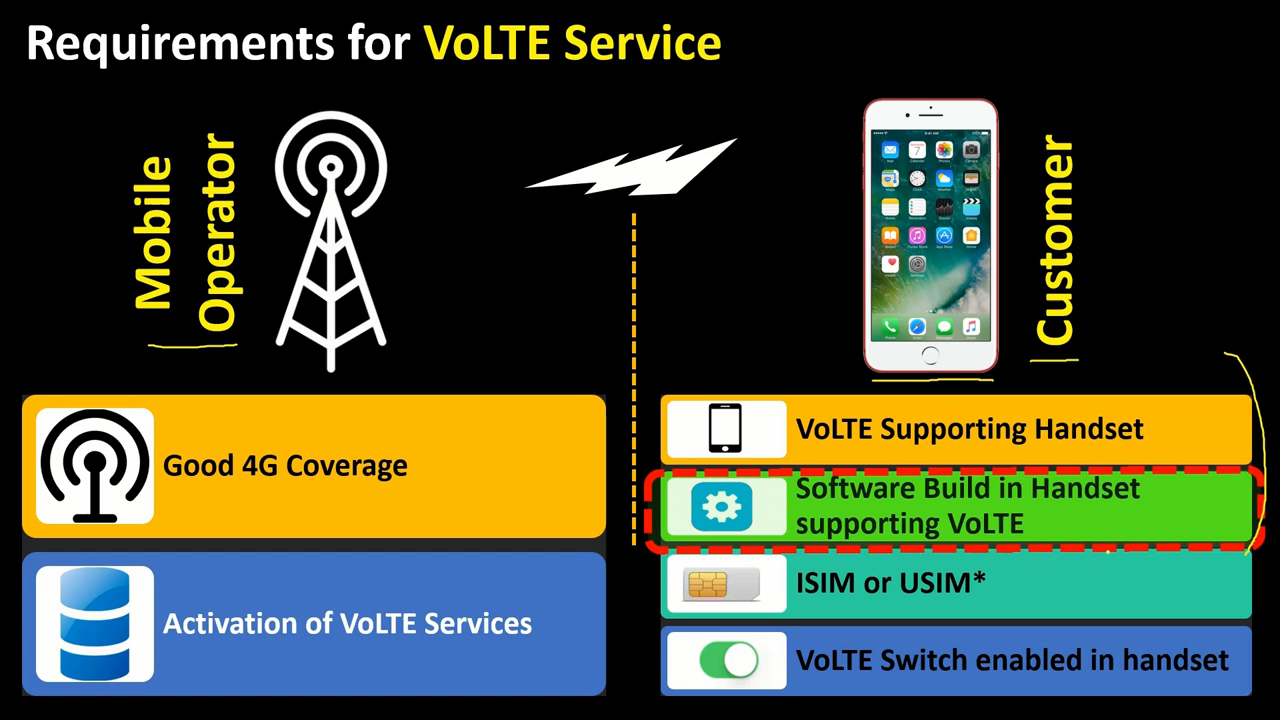 Requirements for VoLTE Service
Mobile
Operator
Customer
Good 4G Coverage
Activation of VoLTE Services
VoLTE Supporting Handset
Software Build in Handset
supporting VoLTE
ISIM or USIM*
VoLTE Switch enabled in handset